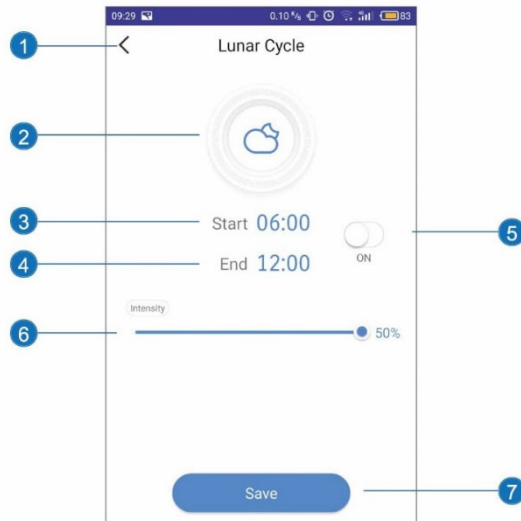 09:29 0.10 K/s 83
1 Lunar Cycle
2
3 Start 06:00
4 End 12:00
5
ON
Intensity
6 50%
Save
7